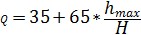 Q = 35 + 65 * h_max / H